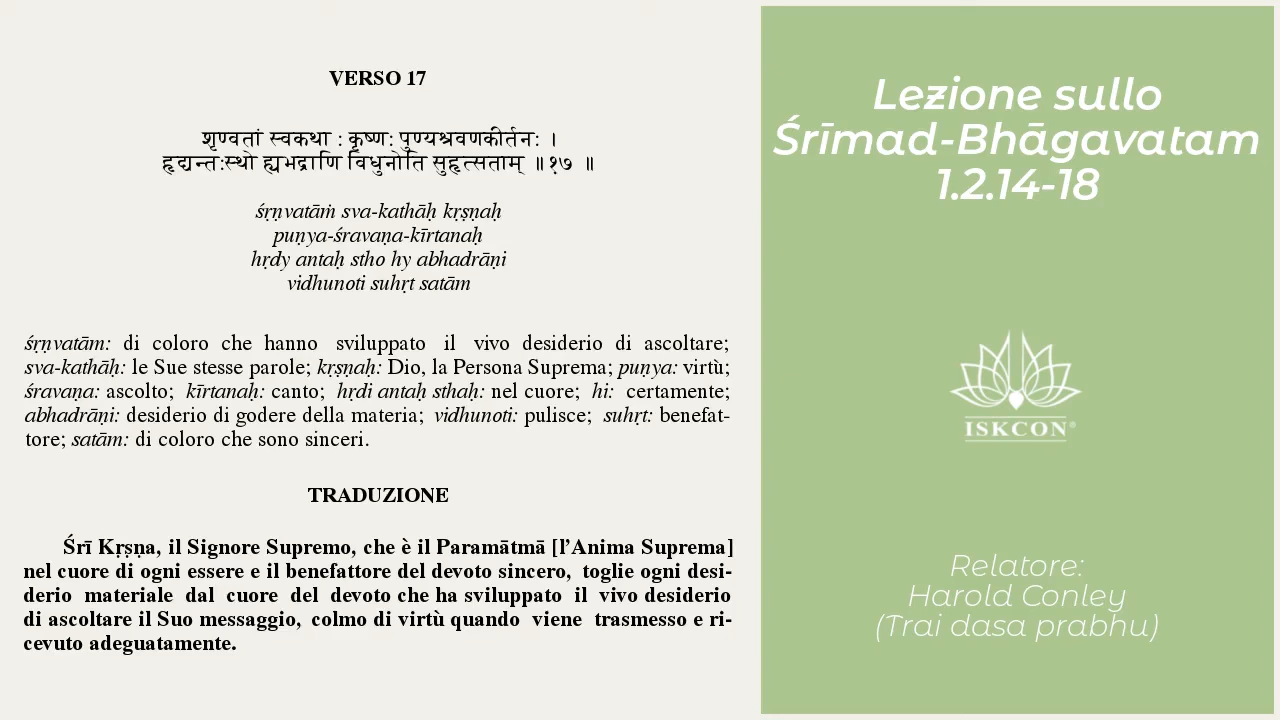 VERSO 17
शृण्वतां स्वकथा : कृष्णः पुण्यश्रवणकीर्तनः ।
हृद्यन्तःस्थो ह्यभद्राणि विधुनोति सुहृत्सताम् ॥१७ ॥
śṛṇvatāṁ sva-kathāḥ kṛṣṇaḥ
puṇya-śravaṇa-kīrtanaḥ
hṛdy antaḥ stho hy abhadrāṇi
vidhunoti suhṛt satām
śṛṇvatām: di coloro che hanno sviluppato il vivo desiderio di ascoltare;
sva-kathāḥ: le Sue stesse parole; kṛṣṇaḥ: Dio, la Persona Suprema; puṇya: virtù;
śravaṇa: ascolto; kīrtanaḥ: canto; hṛdi antaḥ sthaḥ: nel cuore; hi: certamente;
abhadrāṇi: desiderio di godere della materia; vidhunoti: pulisce; suhṛt: benefat-
tore; satām: di coloro che sono sinceri.
TRADUZIONE
Śrī Kṛṣṇa, il Signore Supremo, che è il Paramātmā [l’Anima Suprema]
nel cuore di ogni essere e il benefattore del devoto sincero, toglie ogni desi-
derio materiale dal cuore del devoto che ha sviluppato il vivo desiderio
di ascoltare il Suo messaggio, colmo di virtù quando viene trasmesso e ri-
cevuto adeguatamente.
Lezione sullo
Śrīmad-Bhāgavatam
1.2.14-18
ISKCON®
Relatore:
Harold Conley
(Trai dasa prabhu)